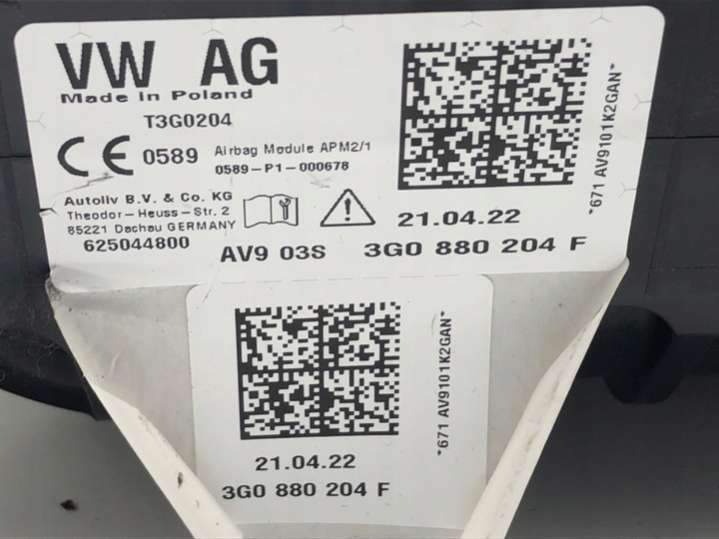 VW AG
Made in Poland
T3G0204
CE 0589
Airbag Module APM2/1
0589-P1-000678
Autoliv B.V. & Co. KG
Theodor-Heuss-Str. 2
85221 Dachau GERMANY
625044800
AV9 03S
21.04.22
3G0 880 204 F
*671 AV9101K2GAN*
21.04.22
3G0 880 204 F
*671 AV9101K2GAN*